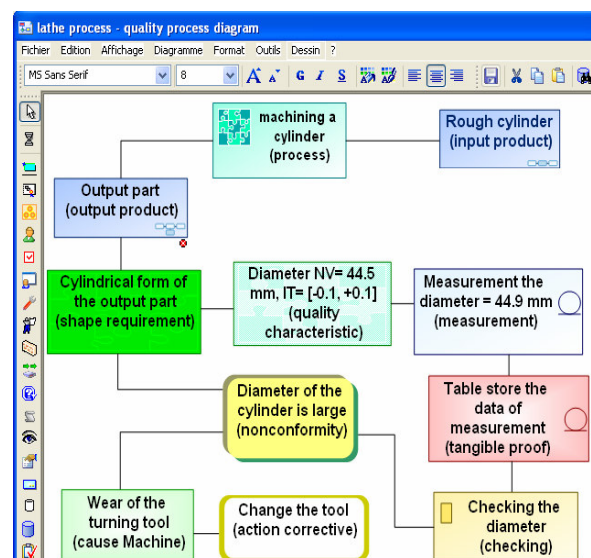 lathe process - quality process diagram
Fichier Edition Affichage Diagramme Format Outils Dessin ?
MS Sans Serif 8 A A G I S
machining a
cylinder
(process)
Rough cylinder
(input product)
Output part
(output product)
Cylindrical form of
the output part
(shape requirement)
Diameter NV= 44.5
mm, IT= [-0.1, +0.1]
(quality
characteristic)
Measurement the
diameter = 44.9 mm
(measurement)
Diameter of the
cylinder is large
(nonconformity)
Table store the
data of
measurement
(tangible proof)
Wear of the
turning tool
(cause Machine)
Change the tool
(action corrective)
Checking the
diameter
(checking)